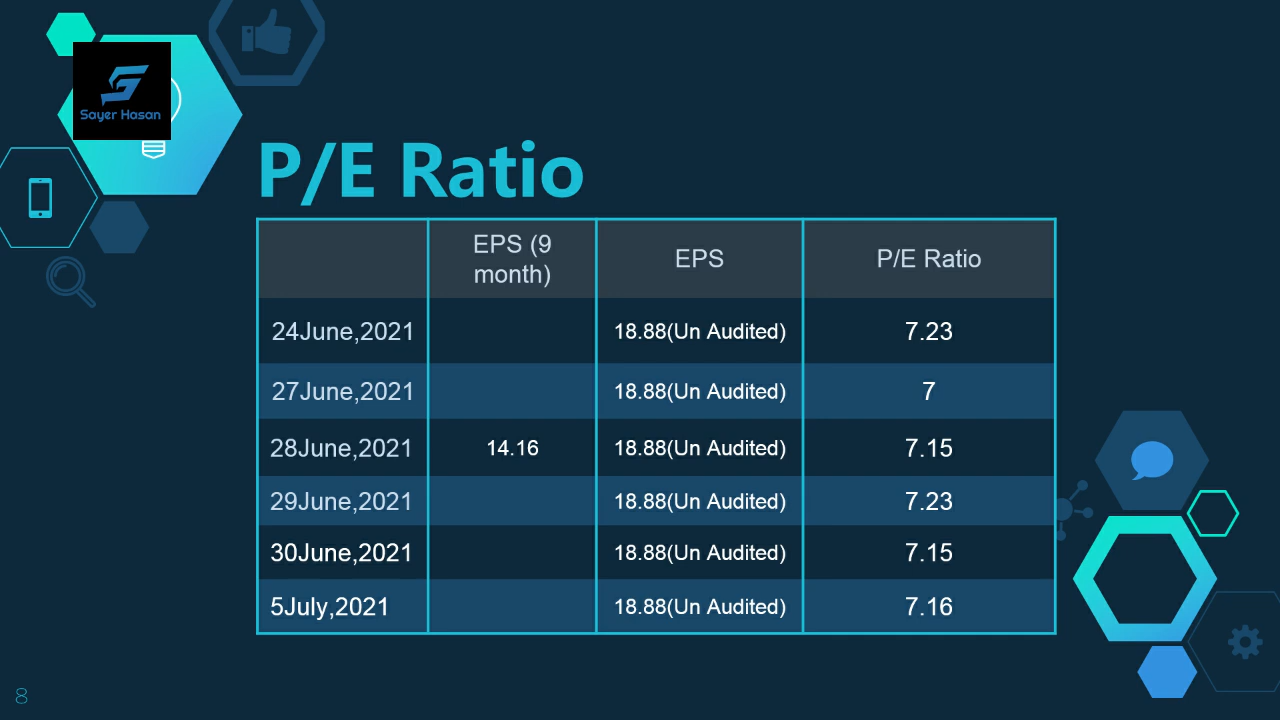 Sayer Hasan
P/E Ratio
EPS (9
month)
EPS
P/E Ratio
24June,2021
18.88(Un Audited)
7.23
27June,2021
18.88(Un Audited)
7
28June,2021
14.16
18.88(Un Audited)
7.15
29June,2021
18.88(Un Audited)
7.23
30June,2021
18.88(Un Audited)
7.15
5July,2021
18.88(Un Audited)
7.16
8